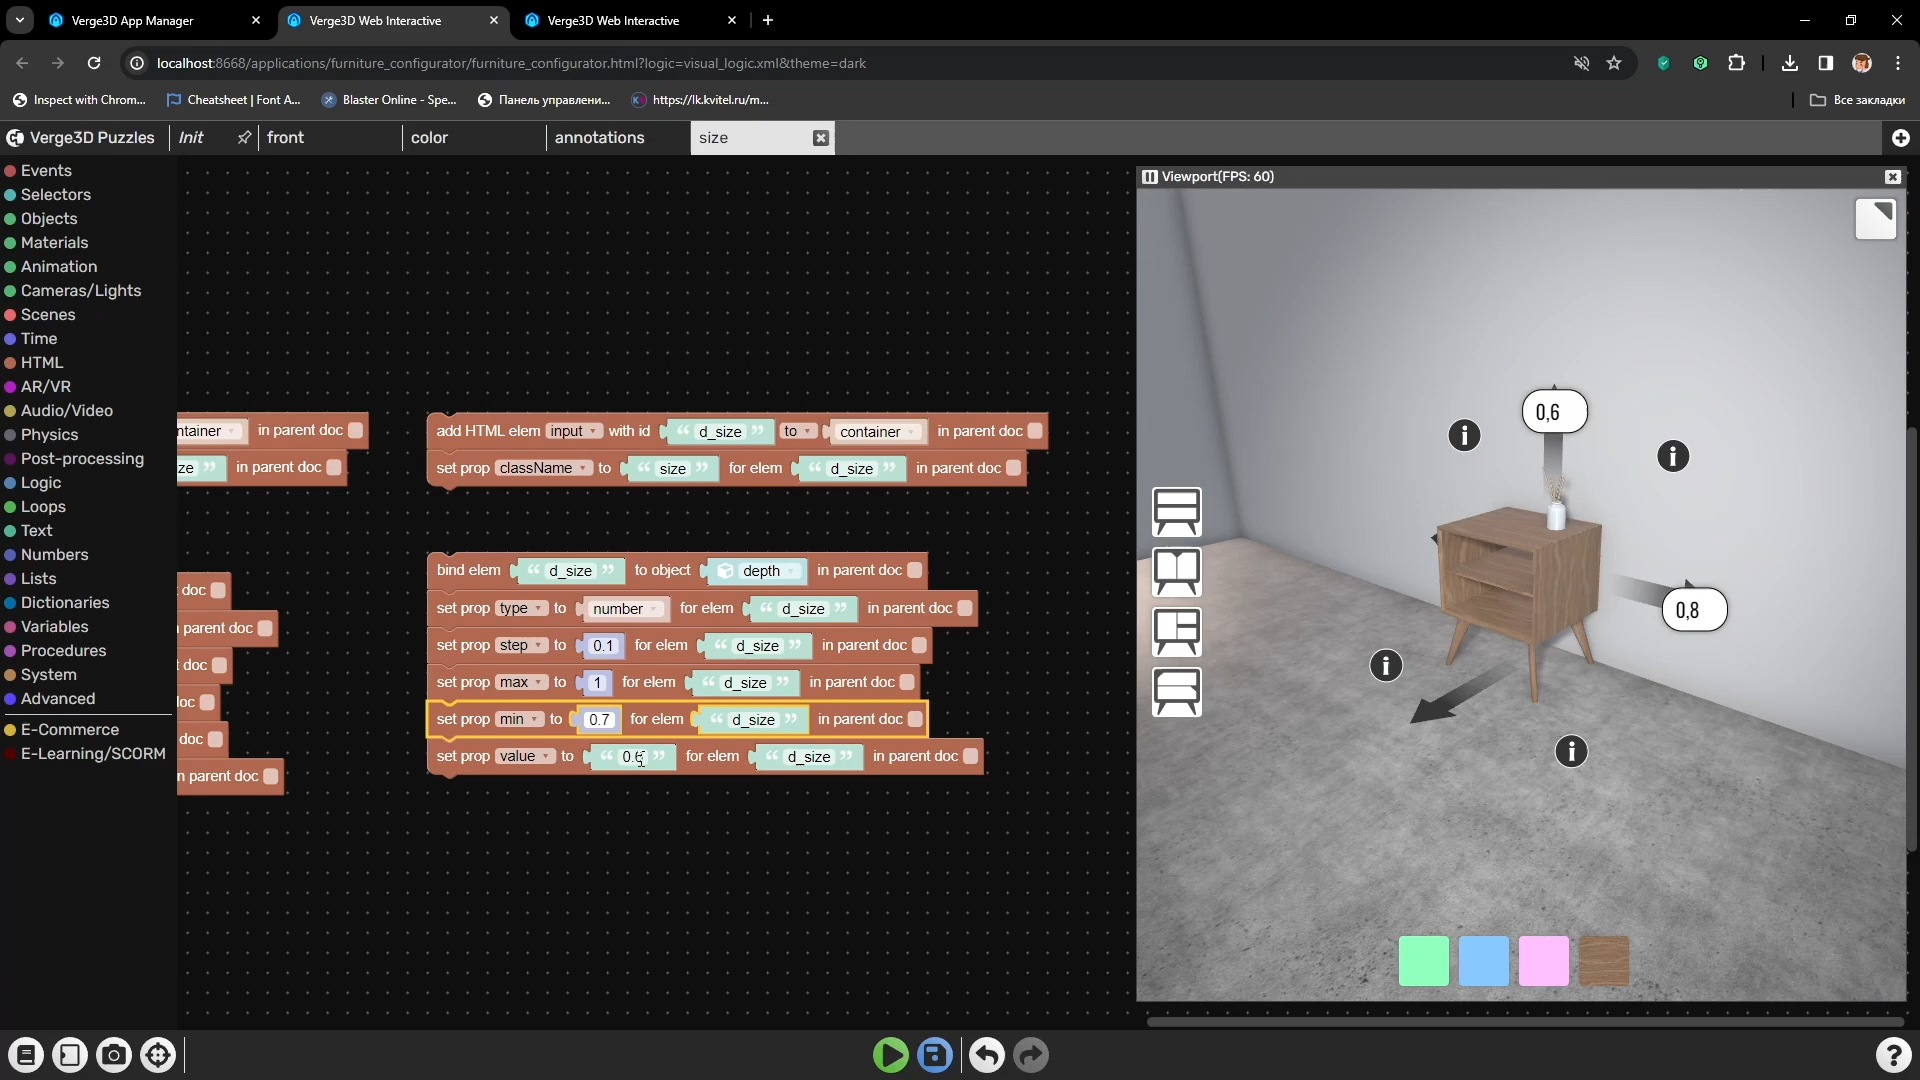 Verge3D App Manager
Verge3D Web Interactive
Verge3D Web Interactive
localhost:8668/applications/furniture_configurator/furniture_configurator.html?logic=visual_logic.xml&theme=dark
Inspect with Chrom...
Cheatsheet | Font A...
Blaster Online - Spe...
Панель управлени...
https://lk.kvitel.ru/m...
Все закладки
Verge3D Puzzles
Init
front
color
annotations
size
Events
Selectors
Objects
Materials
Animation
Cameras/Lights
Scenes
Time
HTML
AR/VR
Audio/Video
Physics
Post-processing
Logic
Loops
Text
Numbers
Lists
Dictionaries
Variables
Procedures
System
Advanced
E-Commerce
E-Learning/SCORM
ntainer in parent doc
ze ” in parent doc
doc
parent doc
doc
oc
doc
n parent doc
add HTML elem input with id “ d_size ” to container in parent doc
set prop className to “ size ” for elem “ d_size ” in parent doc
bind elem “ d_size ” to object depth in parent doc
set prop type to number for elem “ d_size ” in parent doc
set prop step to 0.1 for elem “ d_size ” in parent doc
set prop max to 1 for elem “ d_size ” in parent doc
set prop min to 0.7 for elem “ d_size ” in parent doc
set prop value to “ 0.6 ” for elem “ d_size ” in parent doc
Viewport(FPS: 60)
0,6
0,8